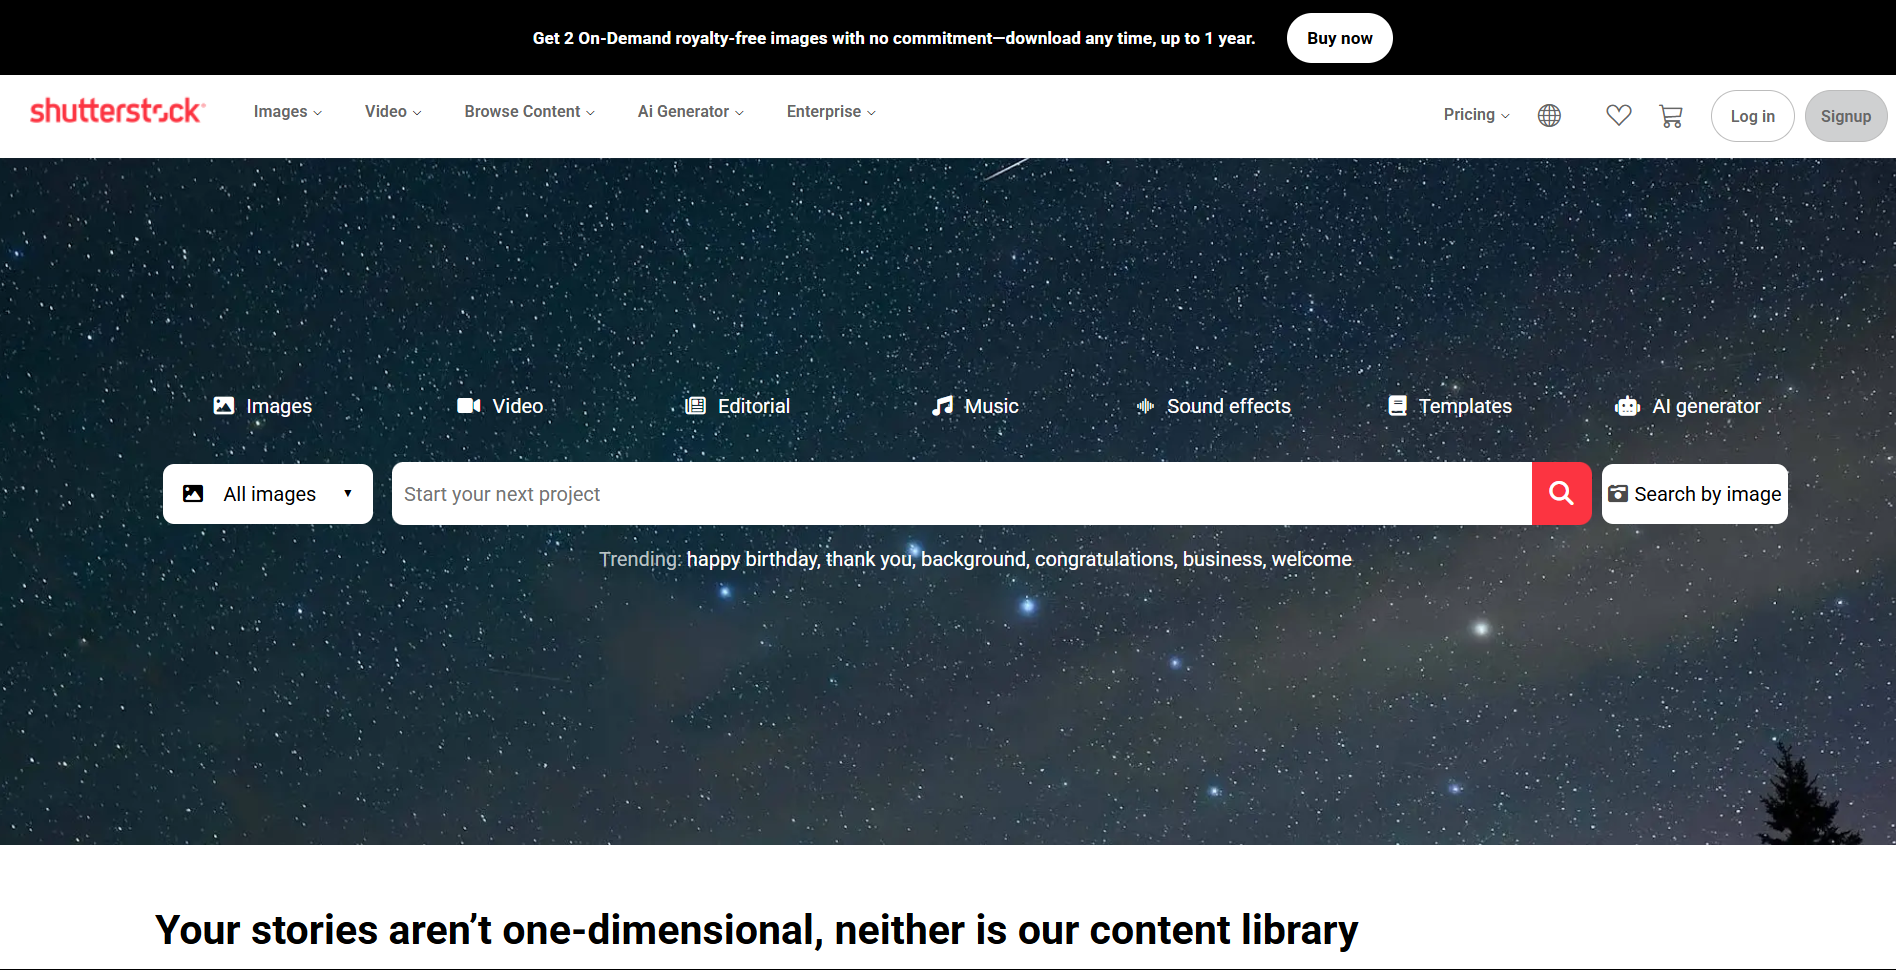 Get 2 On-Demand royalty-free images with no commitment—download any time, up to 1 year.
Buy now
shutterstock
Images
Video
Browse Content
Ai Generator
Enterprise
Pricing
Log in
Signup
Images
Video
Editorial
Music
Sound effects
Templates
AI generator
All images
Start your next project
Search by image
Trending: happy birthday, thank you, background, congratulations, business, welcome
Your stories aren’t one-dimensional, neither is our content library